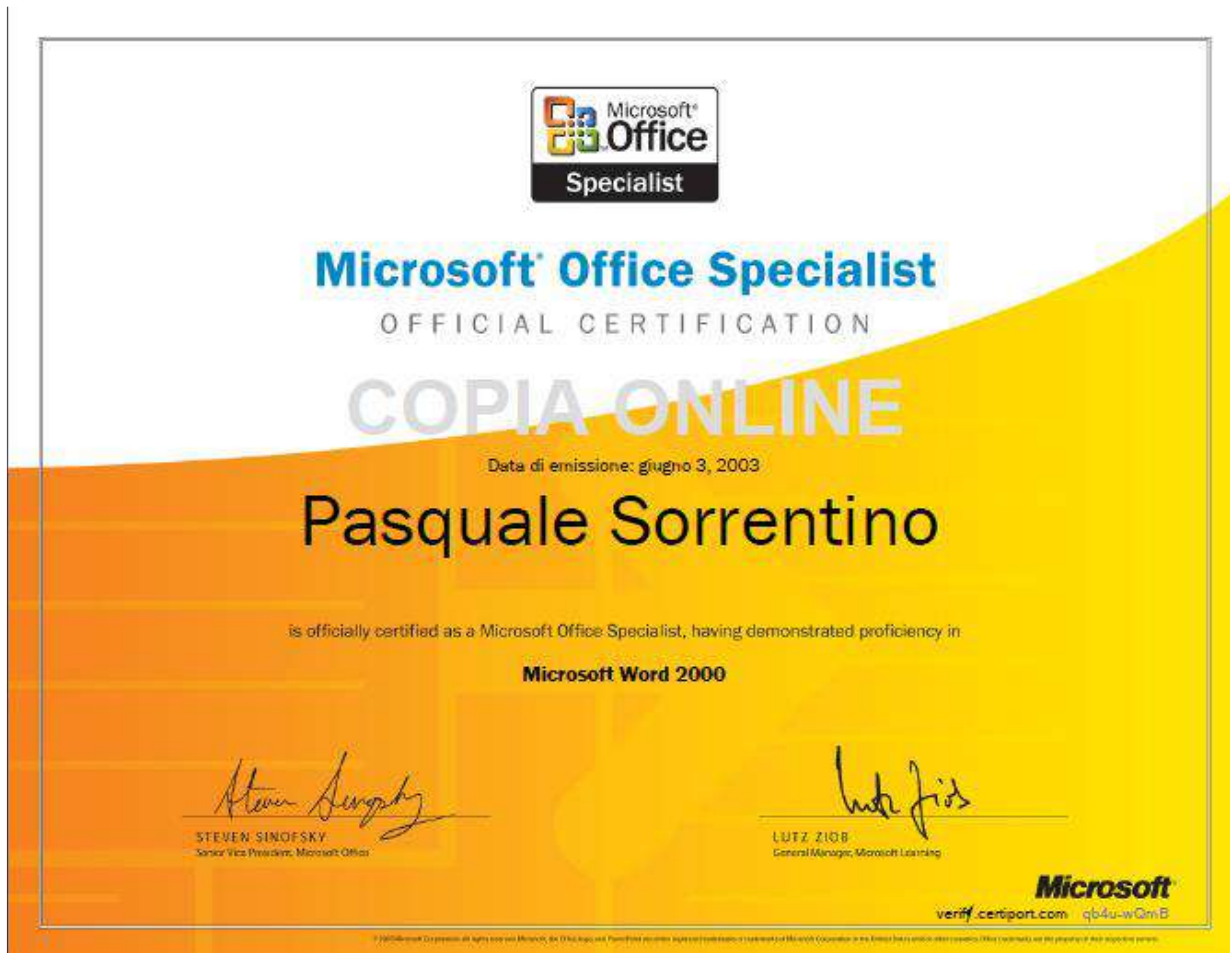 Microsoft®
Office
Specialist
Microsoft® Office Specialist
OFFICIAL CERTIFICATION
COPIA ONLINE
Data di emissione: giugno 3, 2003
Pasquale Sorrentino
is officially certified as a Microsoft Office Specialist, having demonstrated proficiency in
Microsoft Word 2000
STEVEN SINOFSKY
Senior Vice President, Microsoft Office
LUTZ ZIOB
General Manager, Microsoft Learning
Microsoft
verify.certiport.com qb4u-wQmB